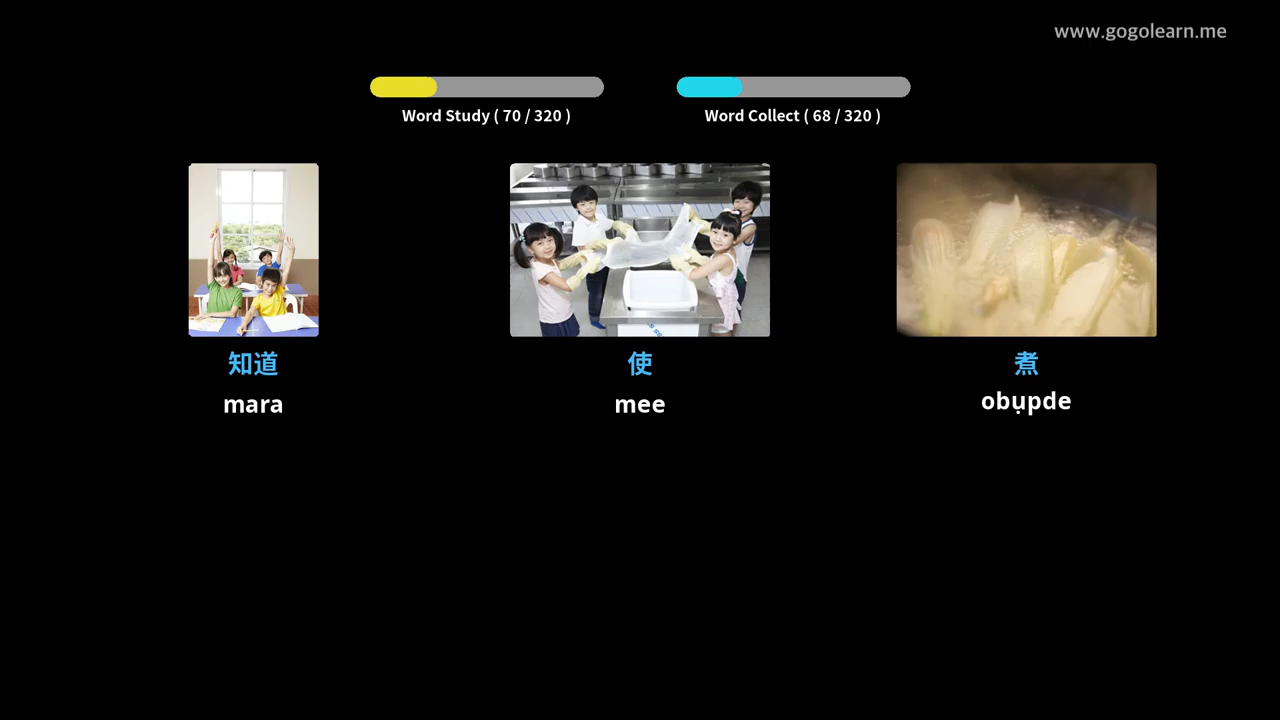 www.gogolearn.me
Word Study ( 70 / 320 )
Word Collect ( 68 / 320 )
知道
使
煮
mara
mee
obụpde